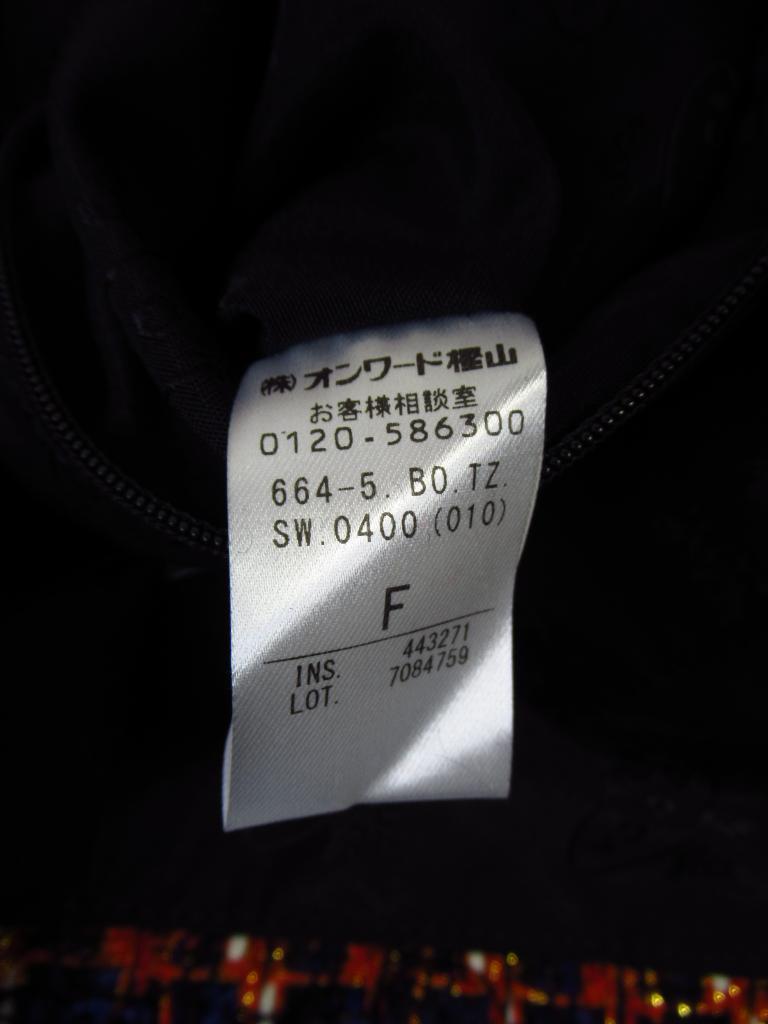 (株)オンワード樫山
お客様相談室
0120-586300
664-5. BO. TZ.
SW. 0400 (010)
F
INS. 443271
LOT. 7084759